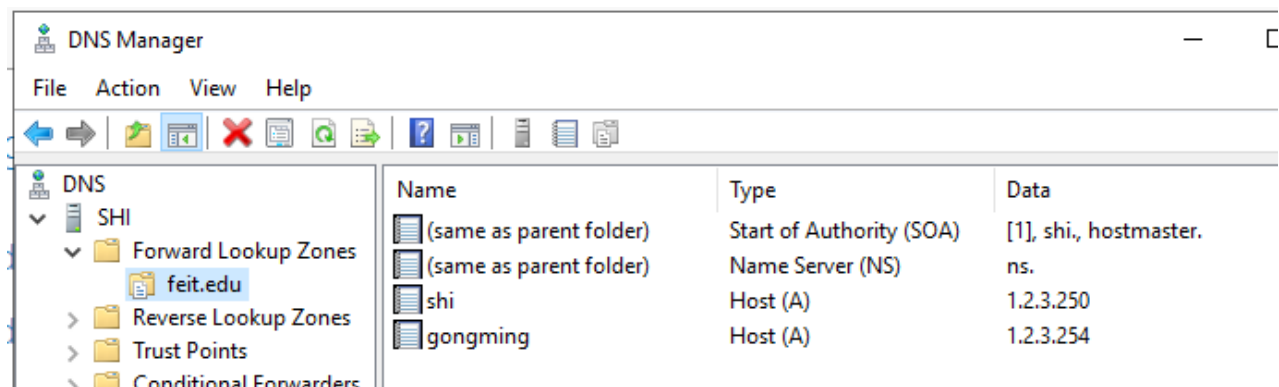 DNS Manager
File Action View Help
DNS
SHI
Forward Lookup Zones
feit.edu
Reverse Lookup Zones
Trust Points
Conditional Forwarders
Name Type Data
(same as parent folder) Start of Authority (SOA) [1], shi., hostmaster.
(same as parent folder) Name Server (NS) ns.
shi Host (A) 1.2.3.250
gongming Host (A) 1.2.3.254